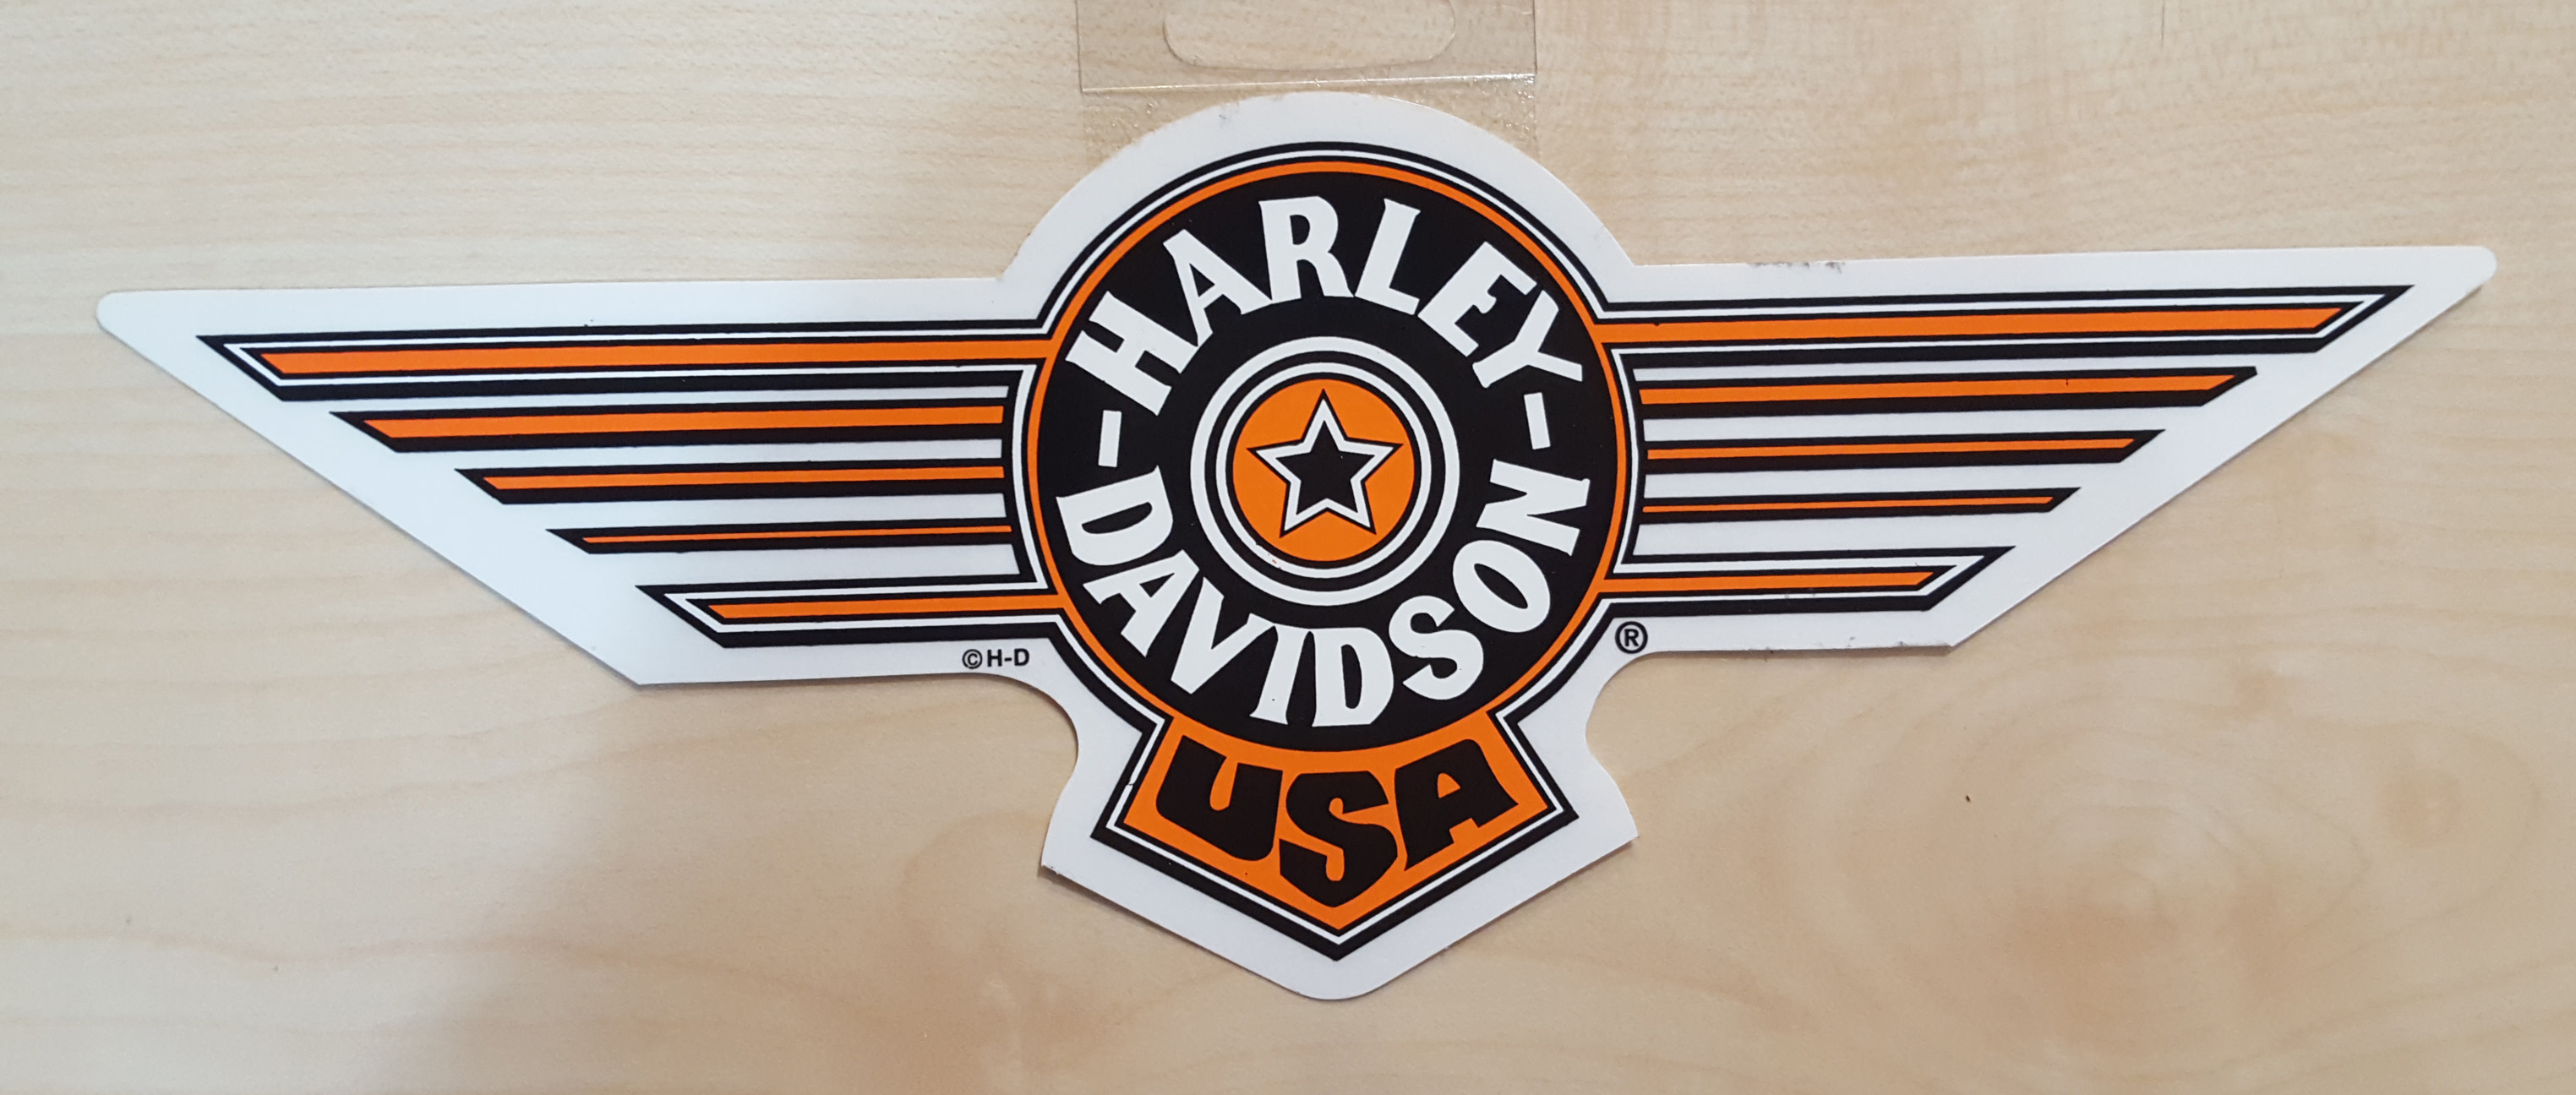 HARLEY
-DAVIDSON-
USA
©H-D
®